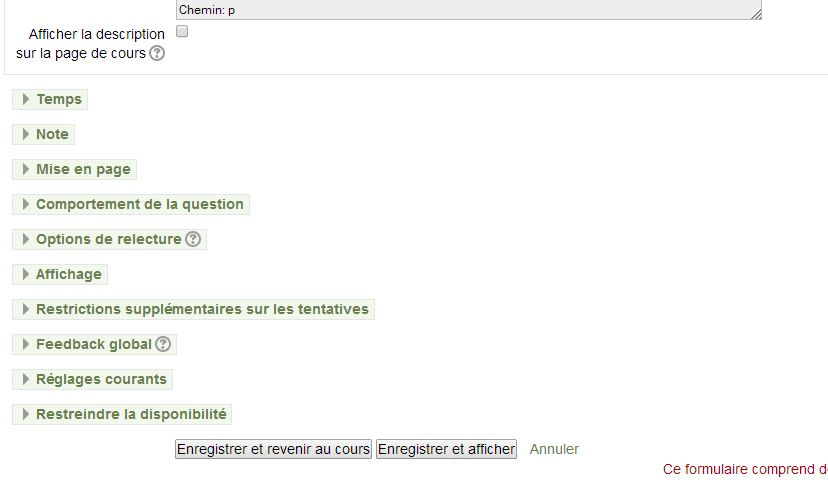 Chemin: p
Afficher la description
sur la page de cours
Temps
Note
Mise en page
Comportement de la question
Options de relecture
Affichage
Restrictions supplémentaires sur les tentatives
Feedback global
Réglages courants
Restreindre la disponibilité
Enregistrer et revenir au cours Enregistrer et afficher Annuler
Ce formulaire comprend d